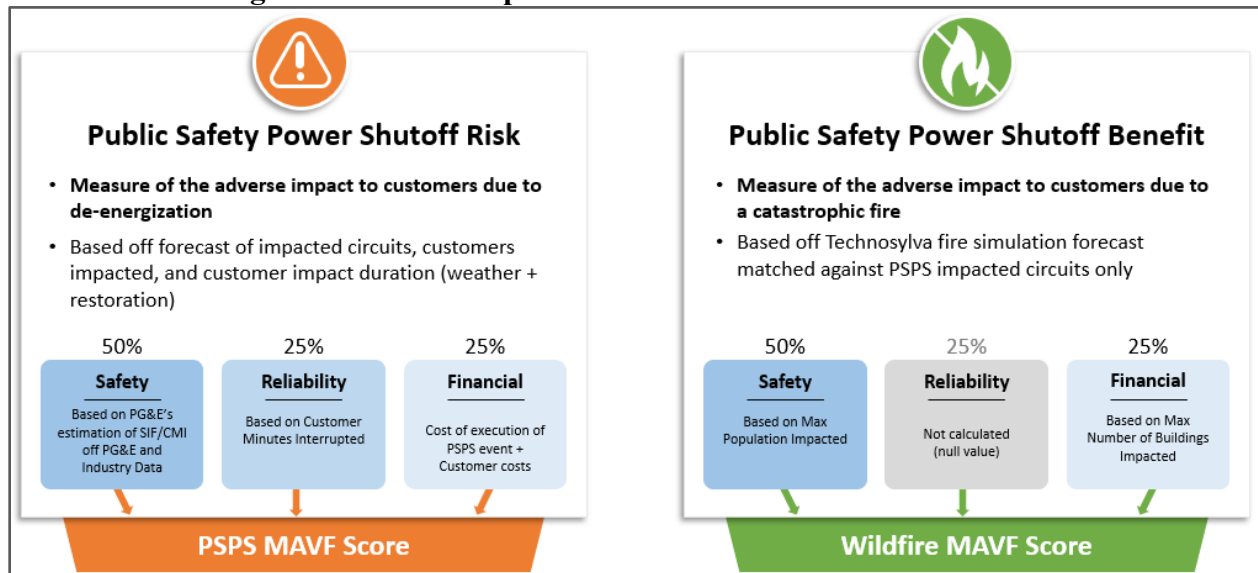 Public Safety Power Shutoff Risk
• Measure of the adverse impact to customers due to
de-energization
• Based off forecast of impacted circuits, customers
impacted, and customer impact duration (weather +
restoration)
50%
Safety
Based on PG&E's
estimation of SIF/CMI
off PG&E and
Industry Data
25%
Reliability
Based on Customer
Minutes Interrupted
25%
Financial
Cost of execution of
PSPS event +
Customer costs
PSPS MAVF Score
Public Safety Power Shutoff Benefit
• Measure of the adverse impact to customers due to
a catastrophic fire
• Based off Technosylva fire simulation forecast
matched against PSPS impacted circuits only
50%
Safety
Based on Max
Population Impacted
25%
Reliability
Not calculated
(null value)
25%
Financial
Based on Max
Number of Buildings
Impacted
Wildfire MAVF Score